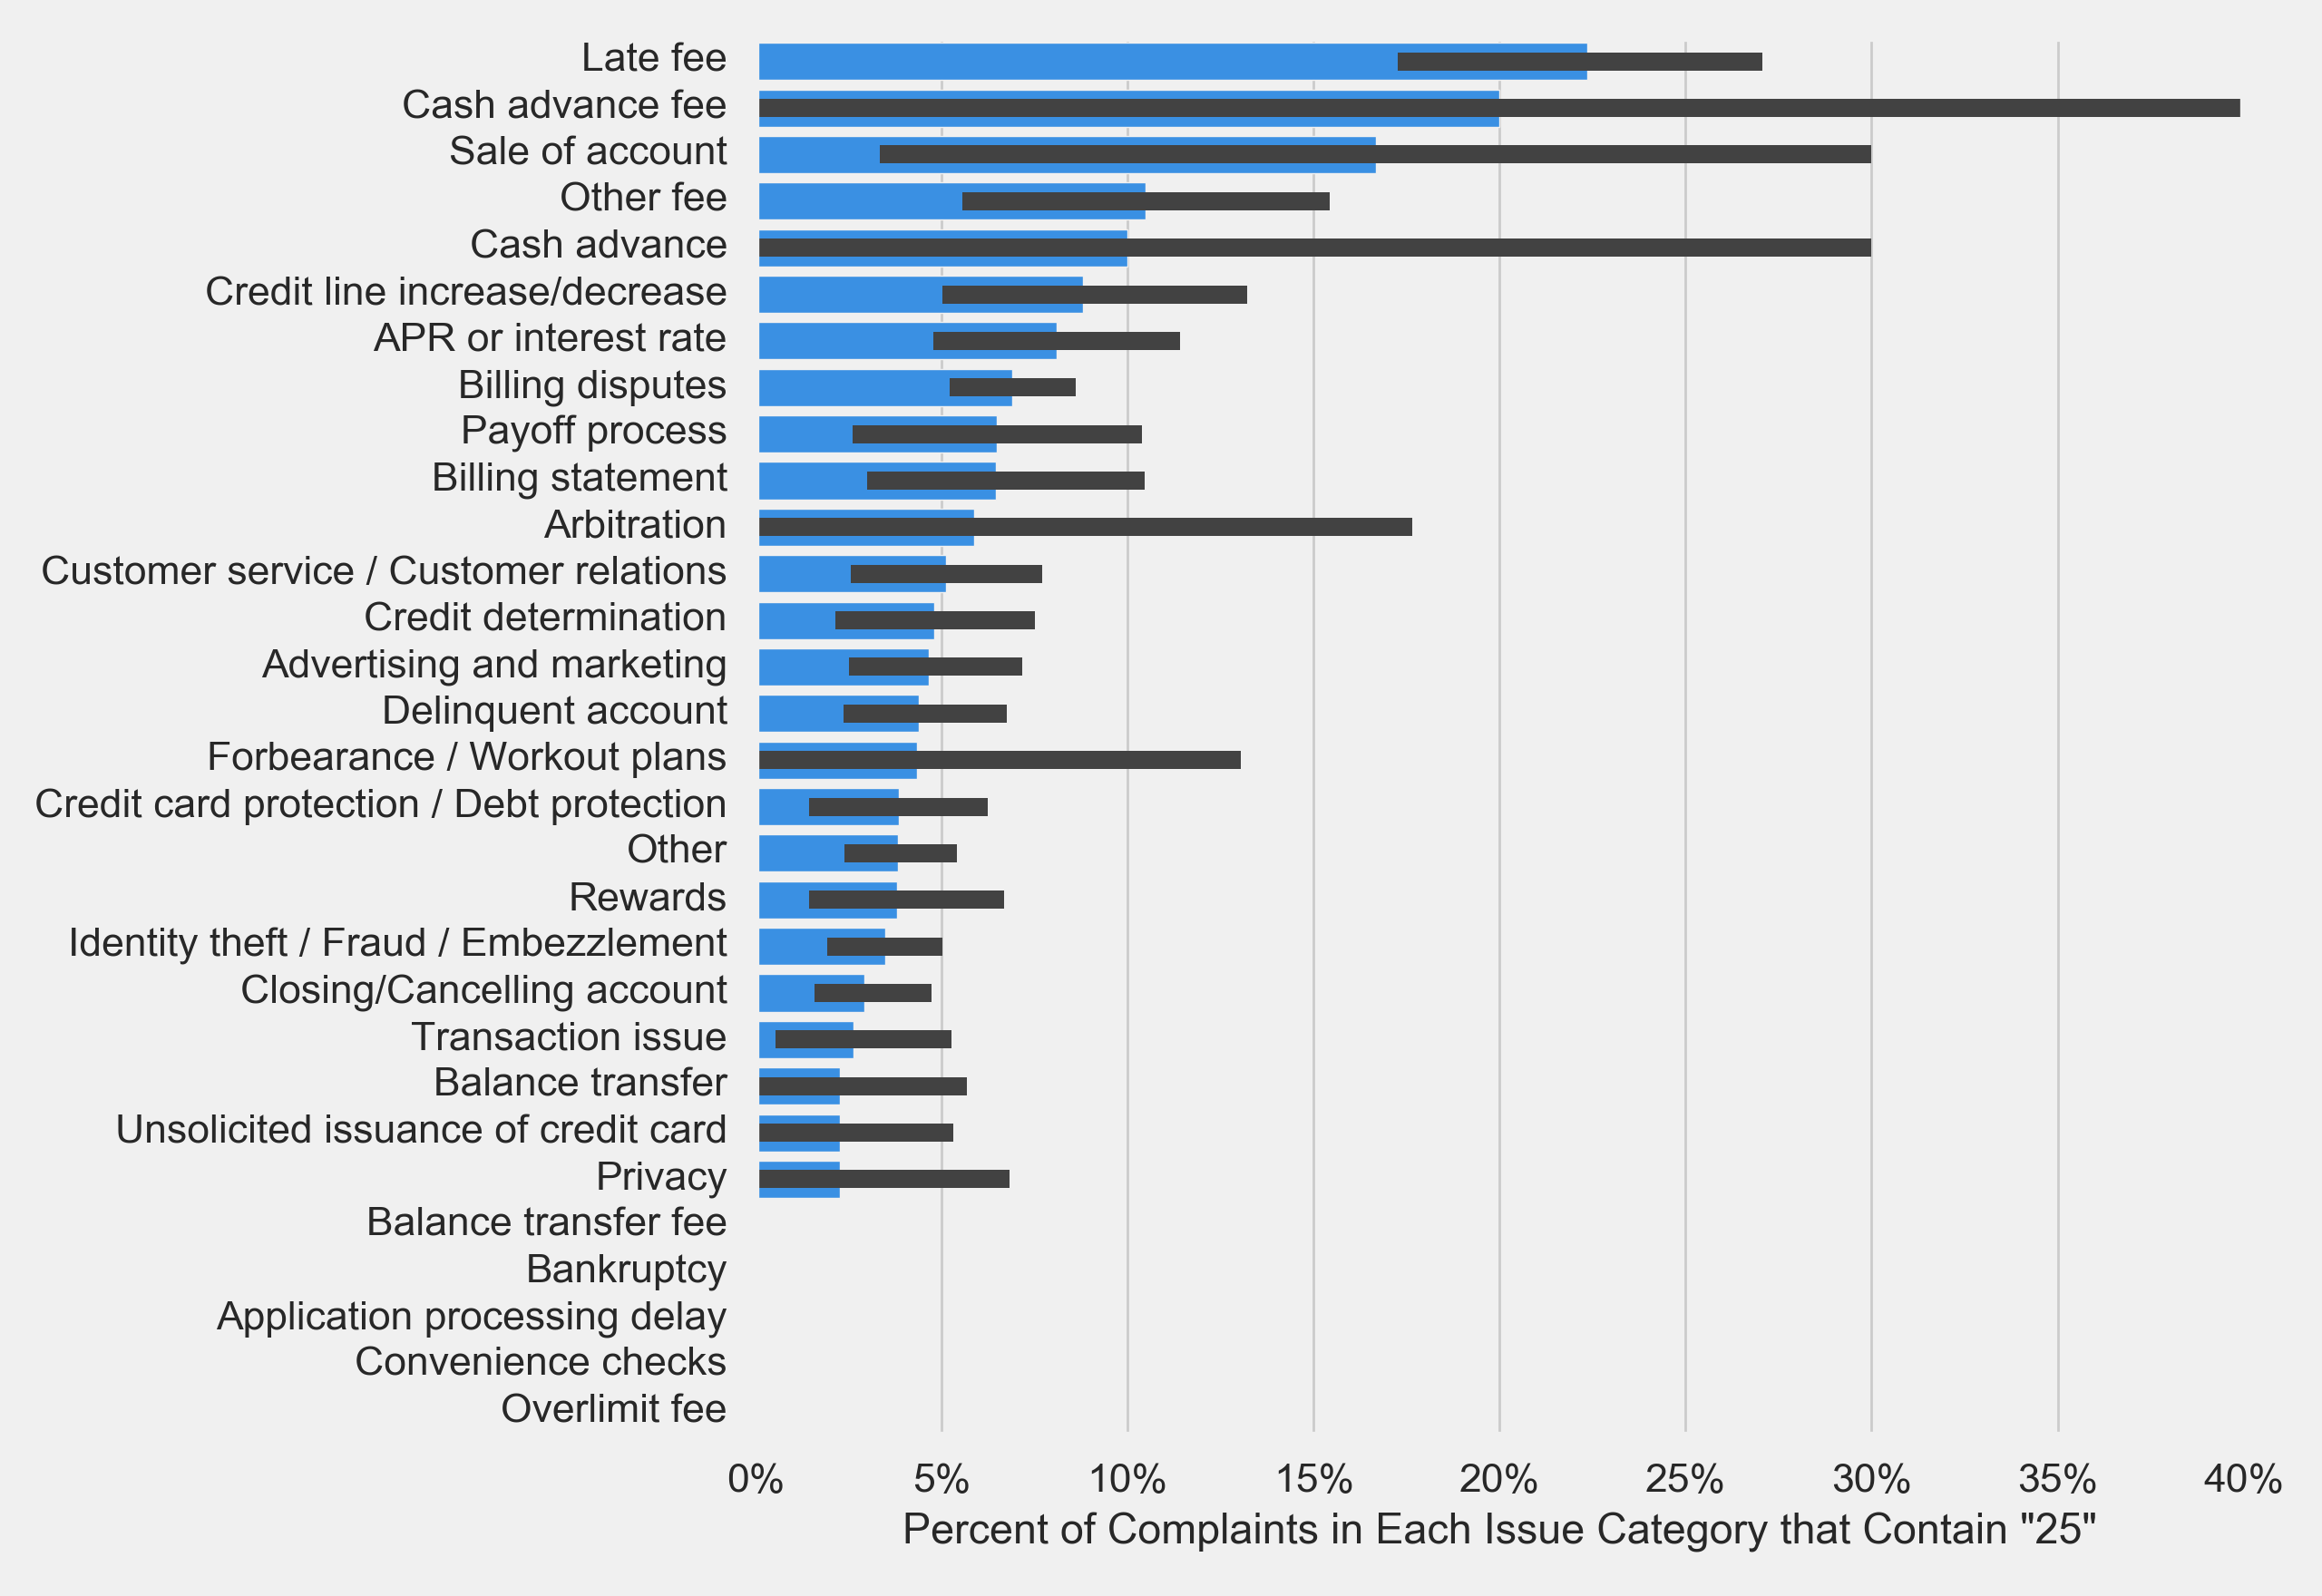 Late fee
Cash advance fee
Sale of account
Other fee
Cash advance
Credit line increase/decrease
APR or interest rate
Billing disputes
Payoff process
Billing statement
Arbitration
Customer service / Customer relations
Credit determination
Advertising and marketing
Delinquent account
Forbearance / Workout plans
Credit card protection / Debt protection
Other
Rewards
Identity theft / Fraud / Embezzlement
Closing/Cancelling account
Transaction issue
Balance transfer
Unsolicited issuance of credit card
Privacy
Balance transfer fee
Bankruptcy
Application processing delay
Convenience checks
Overlimit fee
0% 5% 10% 15% 20% 25% 30% 35% 40%
Percent of Complaints in Each Issue Category that Contain "25"